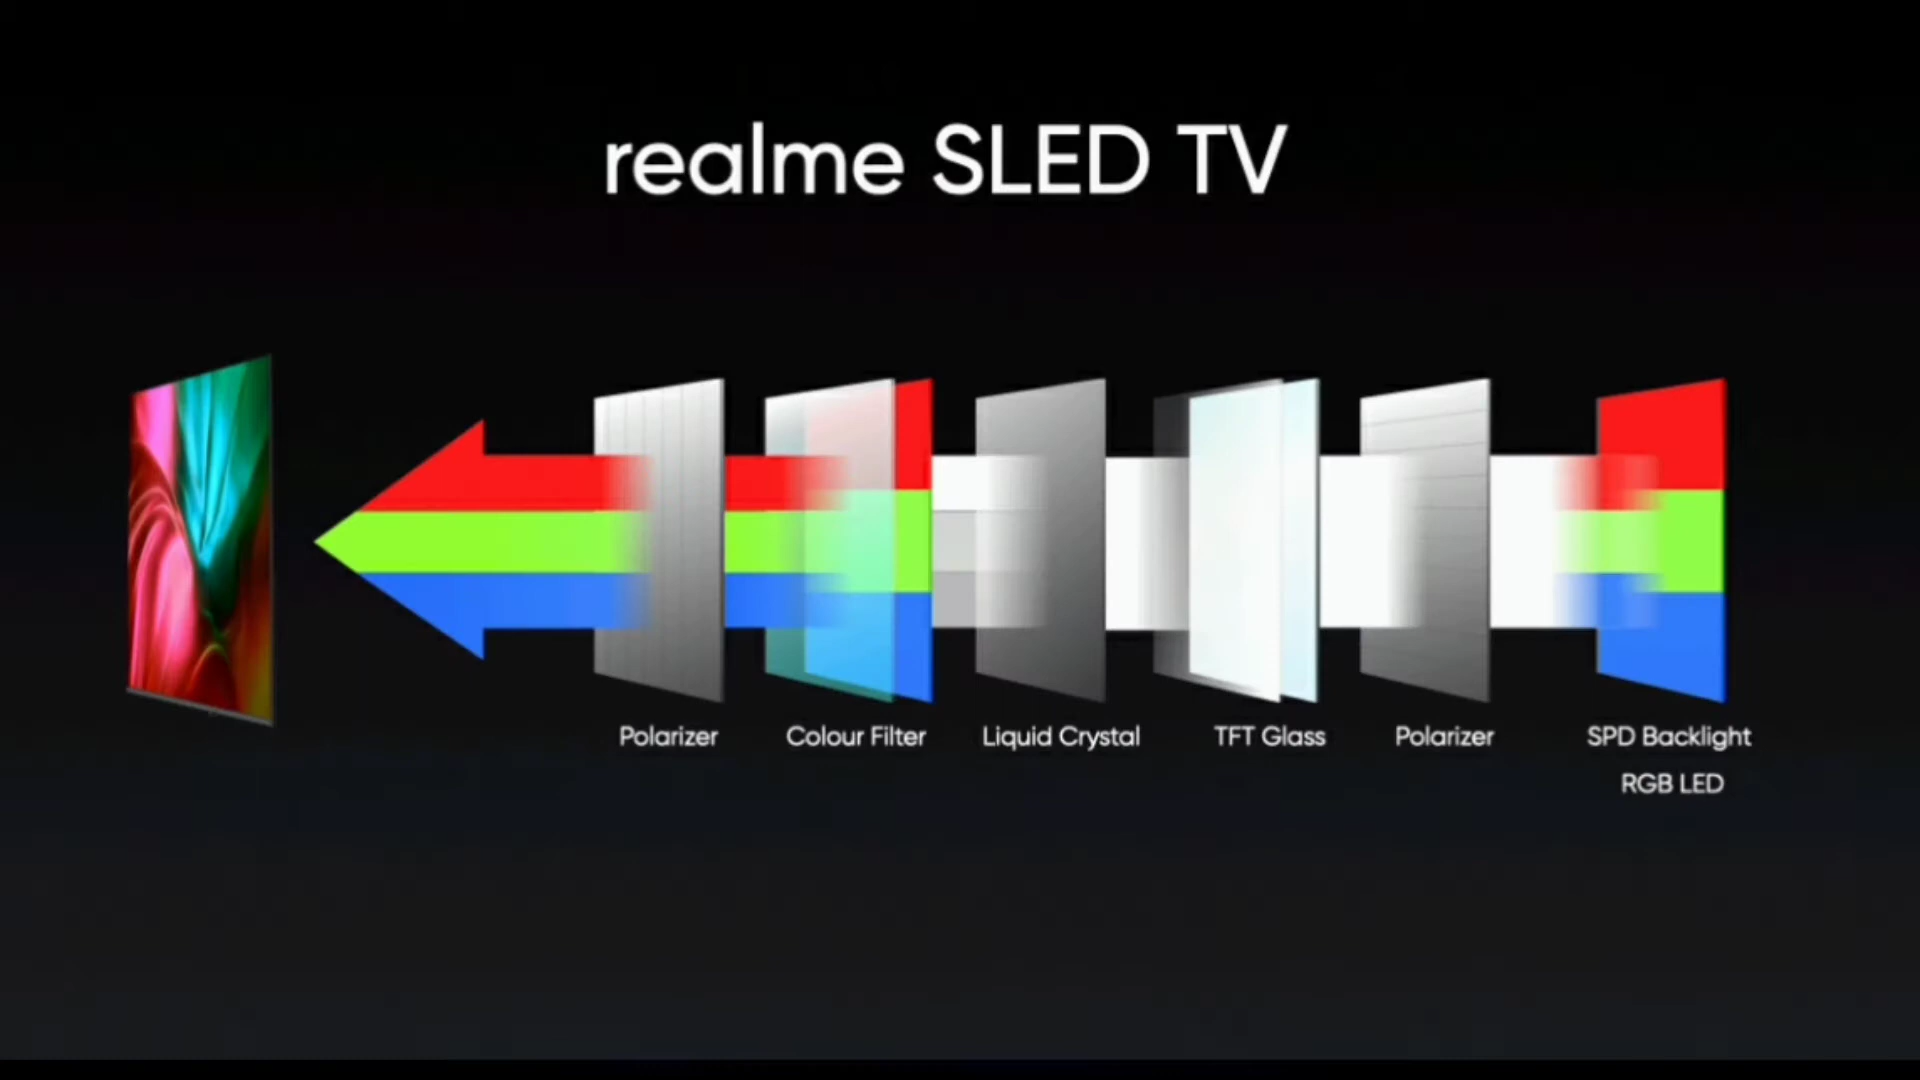 realme SLED TV
Polarizer
Colour Filter
Liquid Crystal
TFT Glass
Polarizer
SPD Backlight
RGB LED